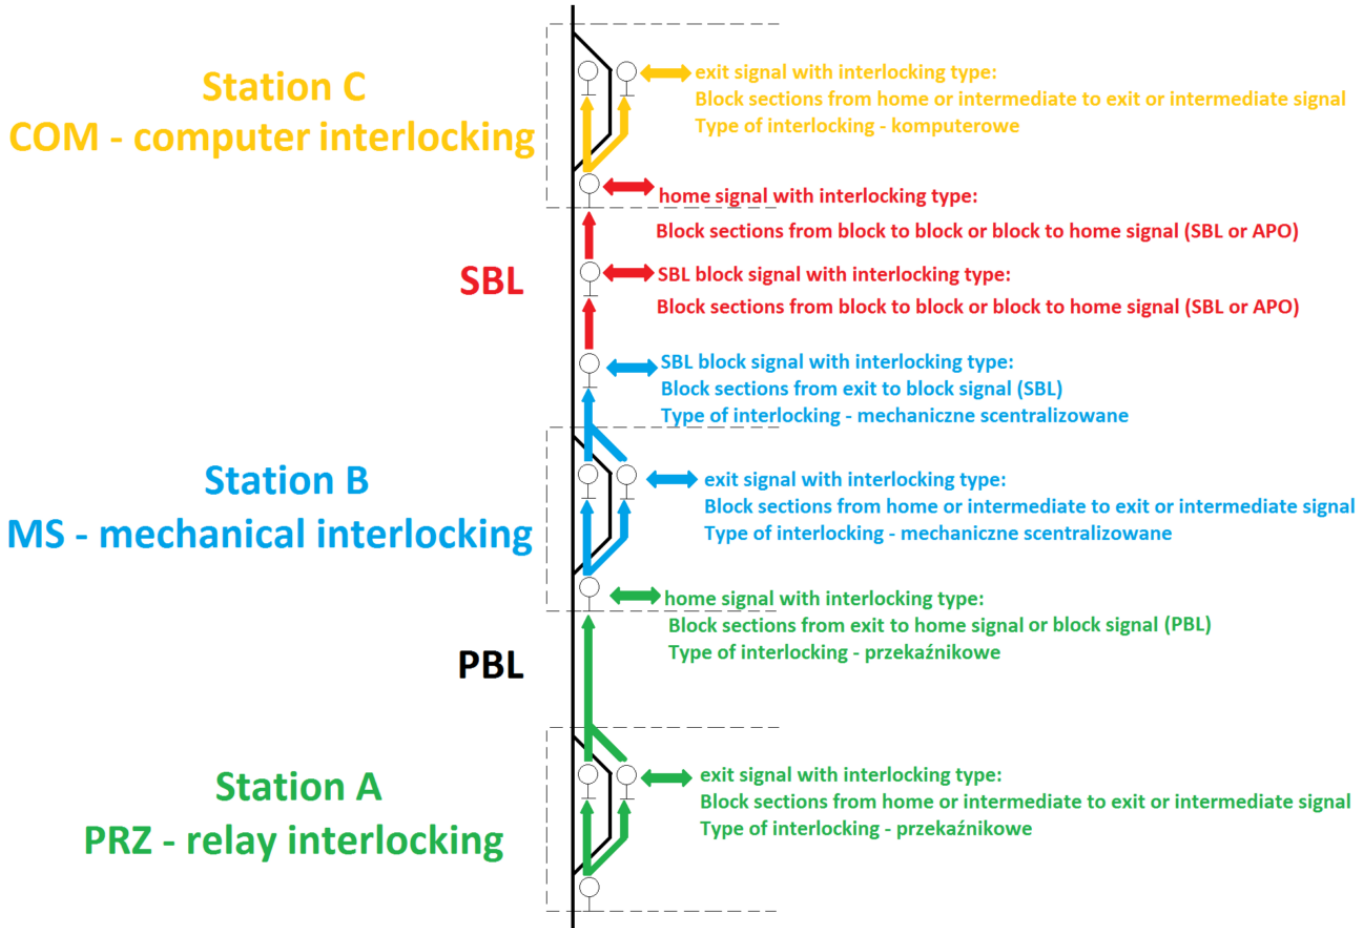 Station C
COM - computer interlocking
exit signal with interlocking type:
Block sections from home or intermediate to exit or intermediate signal
Type of interlocking - komputerowe
home signal with interlocking type:
Block sections from block to block or block to home signal (SBL or APO)
SBL
SBL block signal with interlocking type:
Block sections from block to block or block to home signal (SBL or APO)
SBL block signal with interlocking type:
Block sections from exit to block signal (SBL)
Type of interlocking - mechaniczne scentralizowane
Station B
MS - mechanical interlocking
exit signal with interlocking type:
Block sections from home or intermediate to exit or intermediate signal
Type of interlocking - mechaniczne scentralizowane
home signal with interlocking type:
Block sections from exit to home signal or block signal (PBL)
Type of interlocking - przekaźnikowe
PBL
Station A
PRZ - relay interlocking
exit signal with interlocking type:
Block sections from home or intermediate to exit or intermediate signal
Type of interlocking - przekaźnikowe